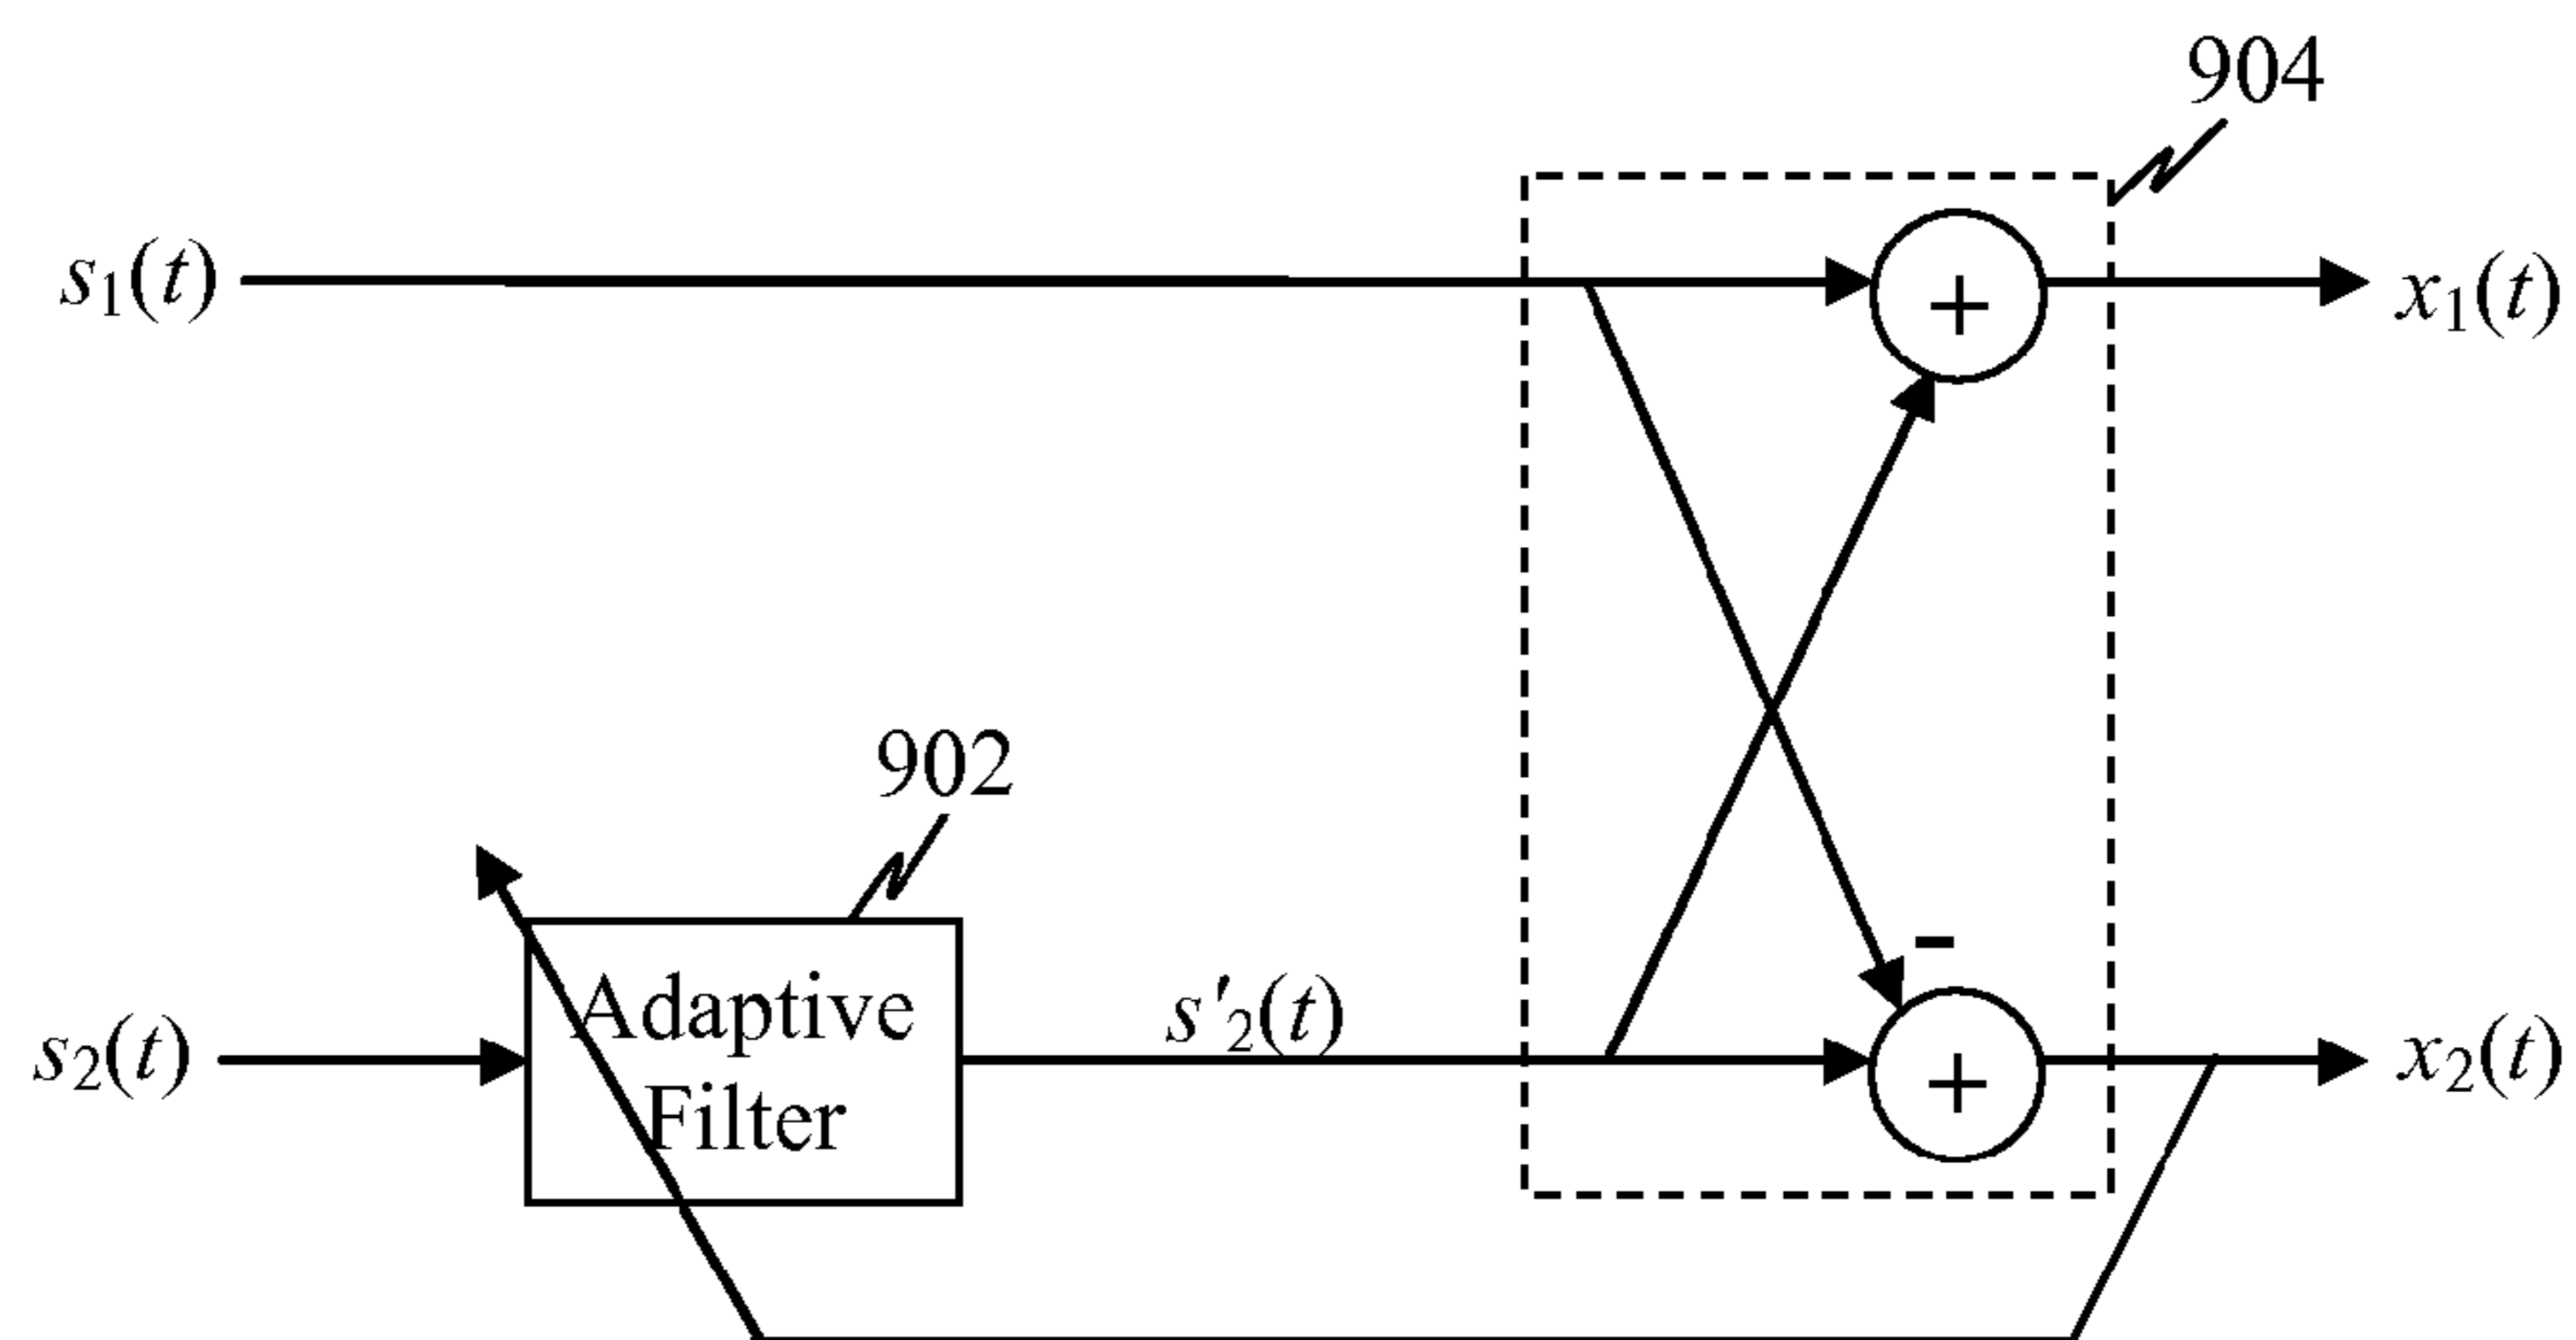 904
s₁(t)
+
x₁(t)
902
-
s₂(t)
Adaptive
Filter
s'₂(t)
+
x₂(t)